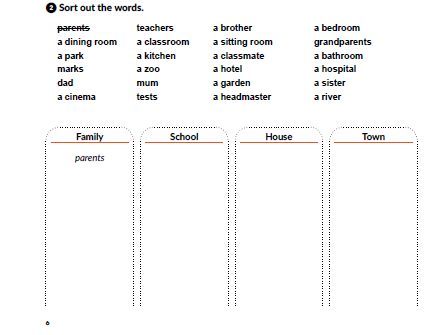 2 Sort out the words.
parents teachers a brother a bedroom
a dining room a classroom a sitting room grandparents
a park a kitchen a classmate a bathroom
marks a zoo a hotel a hospital
dad mum a garden a sister
a cinema tests a headmaster a river
Family School House Town
parents
6